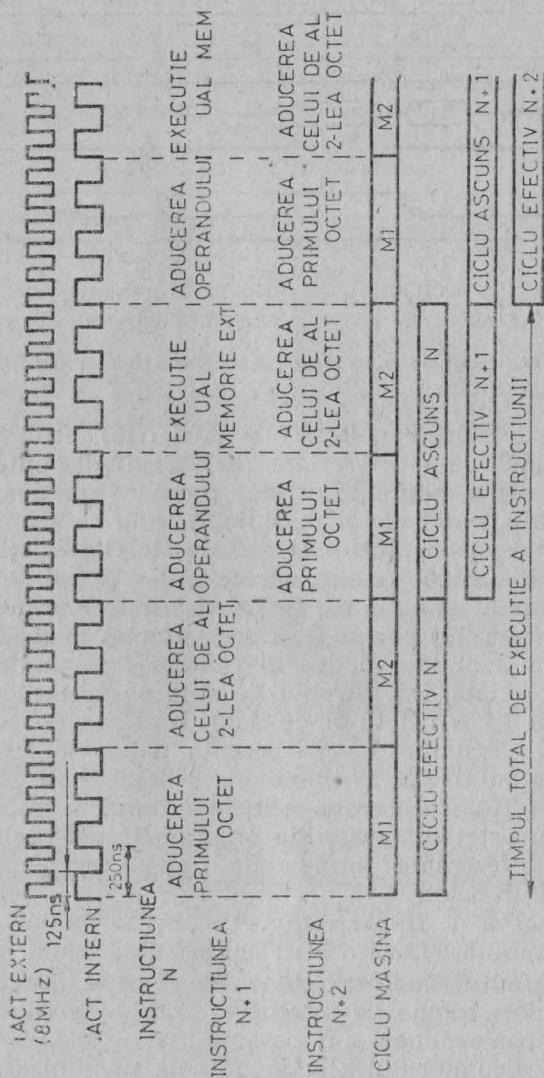 TACT EXTERN
(8MHz)
125ns
TACT INTERN
250ns
INSTRUCTIUNEA
N
ADUCEREA
PRIMULUI
OCTET
ADUCEREA
CELUI DE AL
2-LEA OCTET
ADUCEREA
OPERANDULUI
EXECUTIE
UAL
MEMORIE EXT
ADUCEREA
OPERANDULUI
EXECUTIE
UAL MEM
INSTRUCTIUNEA
N+1
ADUCEREA
PRIMULUI
OCTET
ADUCEREA
CELUI DE AL
2-LEA OCTET
INSTRUCTIUNEA
N+2
ADUCEREA
PRIMULUI
OCTET
ADUCEREA
CELUI DE AL
2-LEA OCTET
CICLU MASINA
M1
M2
M1
M2
M1
M2
CICLU EFECTIV N
CICLU ASCUNS N
CICLU EFECTIV N+1
CICLU ASCUNS N+1
CICLU EFECTIV N+2
TIMPUL TOTAL DE EXECUTIE A INSTRUCTIUNII